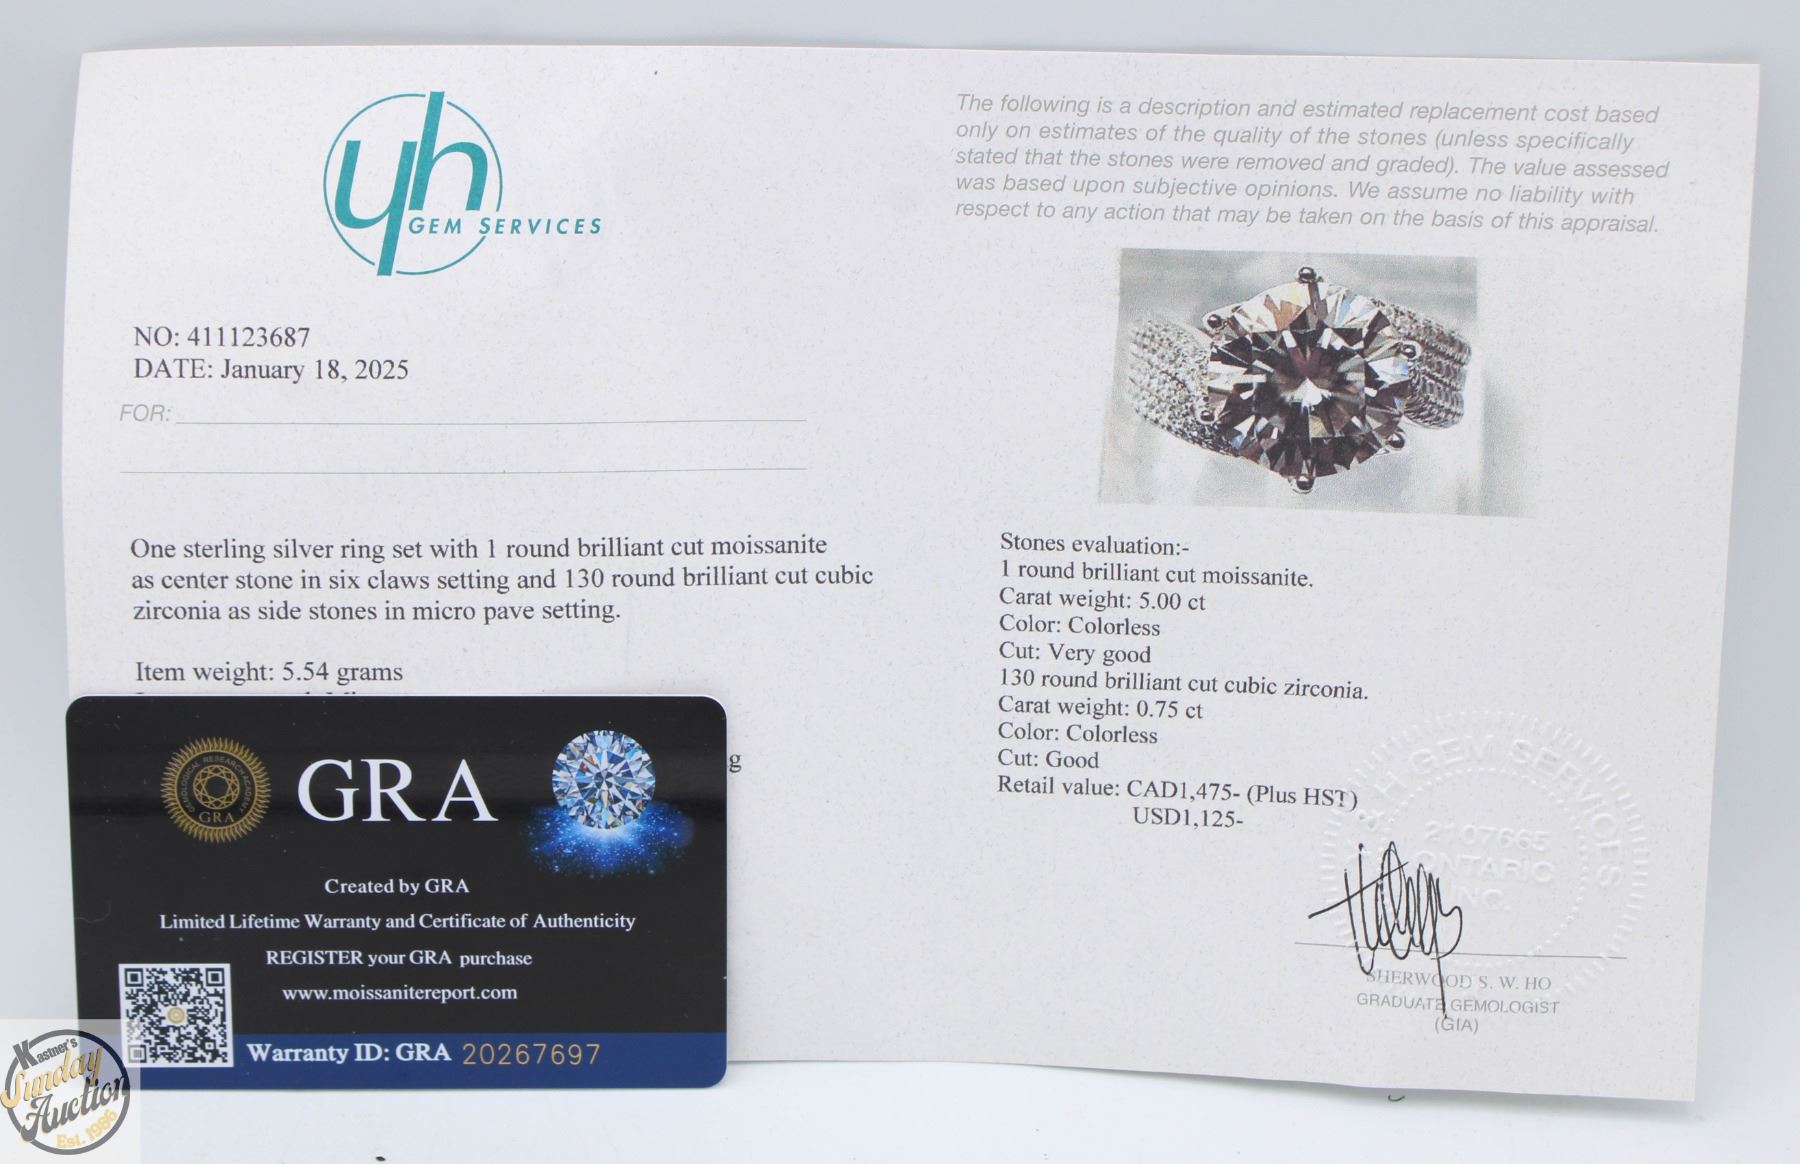 yh
GEM SERVICES
NO: 411123687
DATE: January 18, 2025
FOR:
One sterling silver ring set with 1 round brilliant cut moissanite
as center stone in six claws setting and 130 round brilliant cut cubic
zirconia as side stones in micro pave setting.
Item weight: 5.54 grams
g
The following is a description and estimated replacement cost based
only on estimates of the quality of the stones (unless specifically
stated that the stones were removed and graded). The value assessed
was based upon subjective opinions. We assume no liability with
respect to any action that may be taken on the basis of this appraisal.
Stones evaluation:-
1 round brilliant cut moissanite.
Carat weight: 5.00 ct
Color: Colorless
Cut: Very good
130 round brilliant cut cubic zirconia.
Carat weight: 0.75 ct
Color: Colorless
Cut: Good
Retail value: CAD1,475- (Plus HST)
USD1,125-
H GEM SERVICES
2107665
ONTARIO
INC.
SHERWOOD S. W. HO
GRADUATE GEMOLOGIST
(GIA)
GEMOLOGICAL RESEARCH ACADEMY
GRA
GRA
Created by GRA
Limited Lifetime Warranty and Certificate of Authenticity
REGISTER your GRA purchase
www.moissanitereport.com
Warranty ID: GRA 20267697
Kastner's
Sunday
Auction
Est. 1986